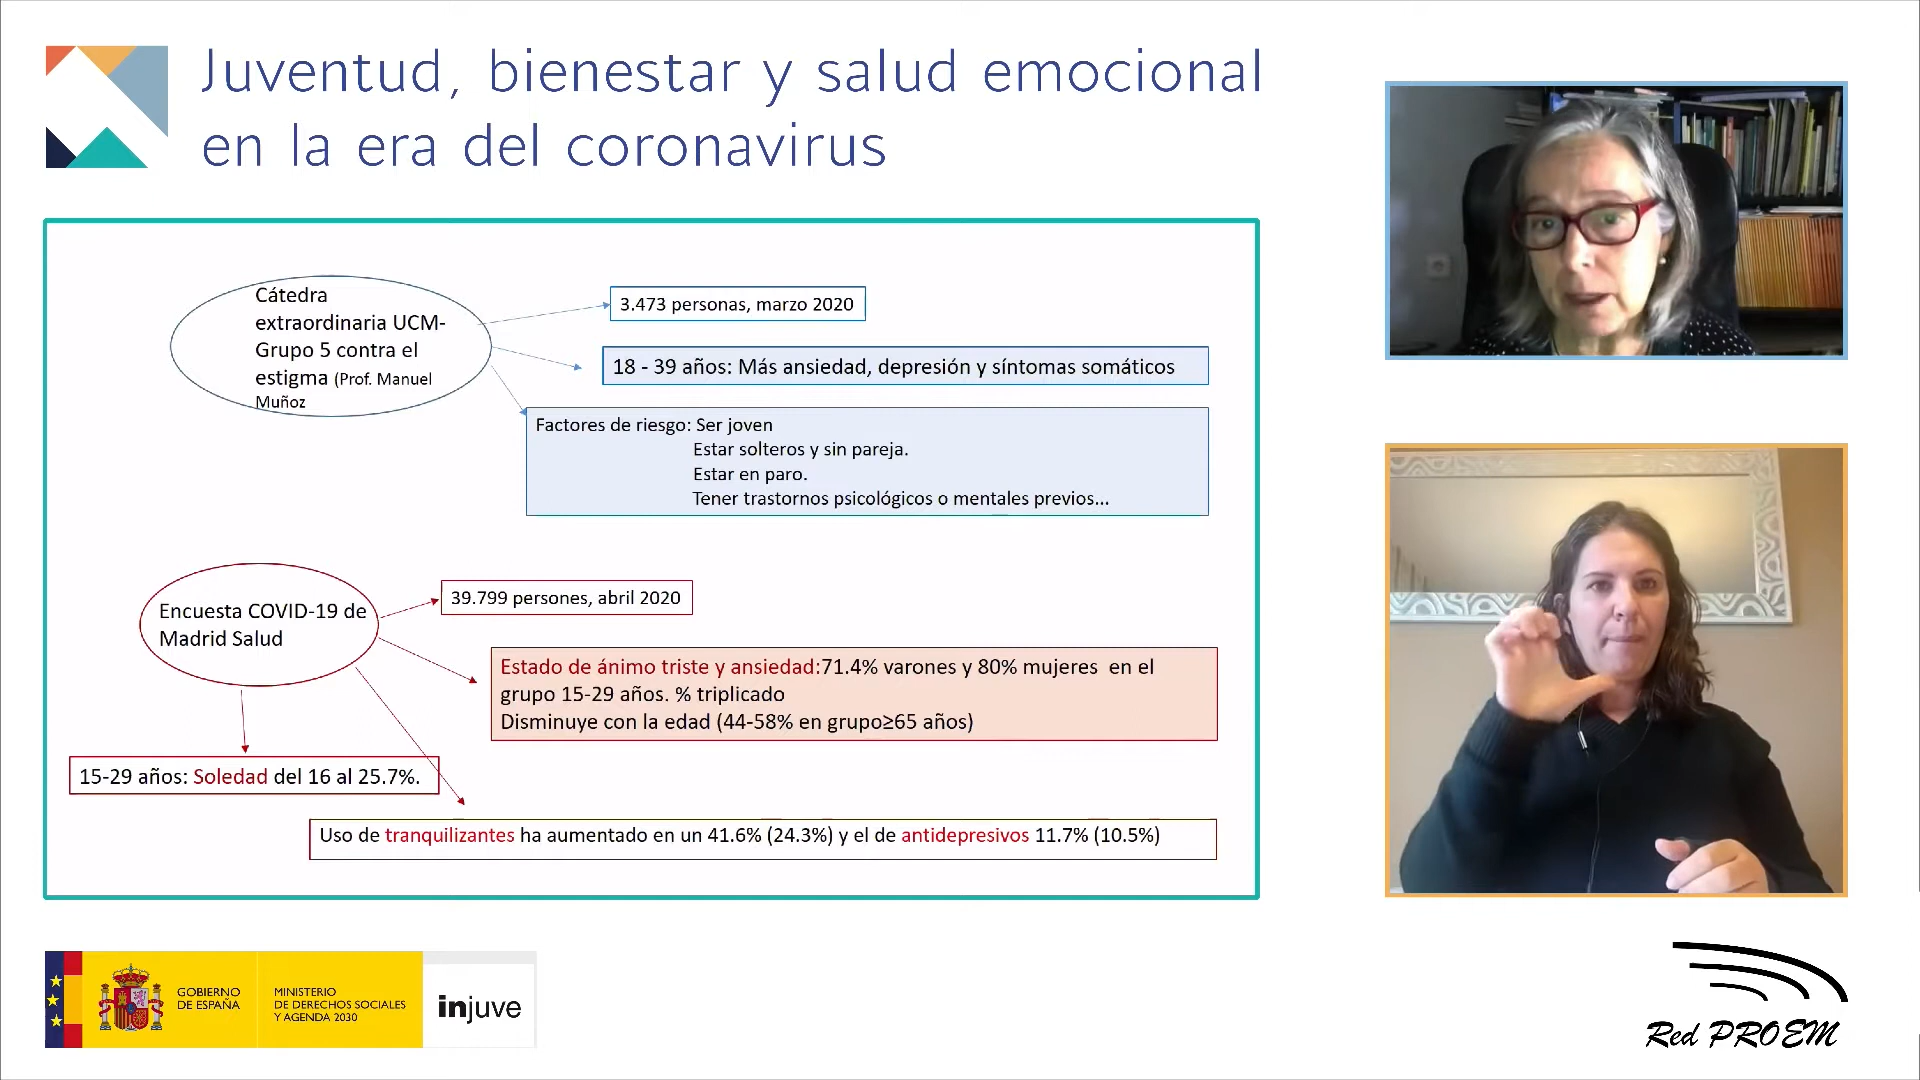 Juventud, bienestar y salud emocional
en la era del coronavirus
Cátedra
extraordinaria UCM-
Grupo 5 contra el
estigma (Prof. Manuel
Muñoz
3.473 personas, marzo 2020
18 - 39 años: Más ansiedad, depresión y síntomas somáticos
Factores de riesgo: Ser joven
Estar solteros y sin pareja.
Estar en paro.
Tener trastornos psicológicos o mentales previos...
Encuesta COVID-19 de
Madrid Salud
39.799 persones, abril 2020
Estado de ánimo triste y ansiedad:71.4% varones y 80% mujeres en el
grupo 15-29 años. % triplicado
Disminuye con la edad (44-58% en grupo≥65 años)
15-29 años: Soledad del 16 al 25.7%.
Uso de tranquilizantes ha aumentado en un 41.6% (24.3%) y el de antidepresivos 11.7% (10.5%)
GOBIERNO
DE ESPAÑA
MINISTERIO
DE DERECHOS SOCIALES
Y AGENDA 2030
injuve
Red PROEM